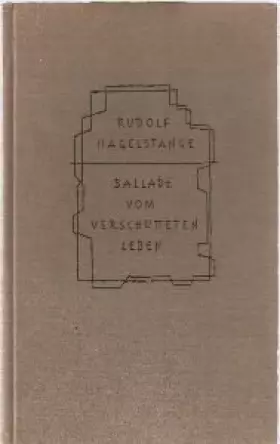 RUDOLF
HAGELSTANGE
BALLADE
VOM
VERSCHÜTTETEN
LEBEN